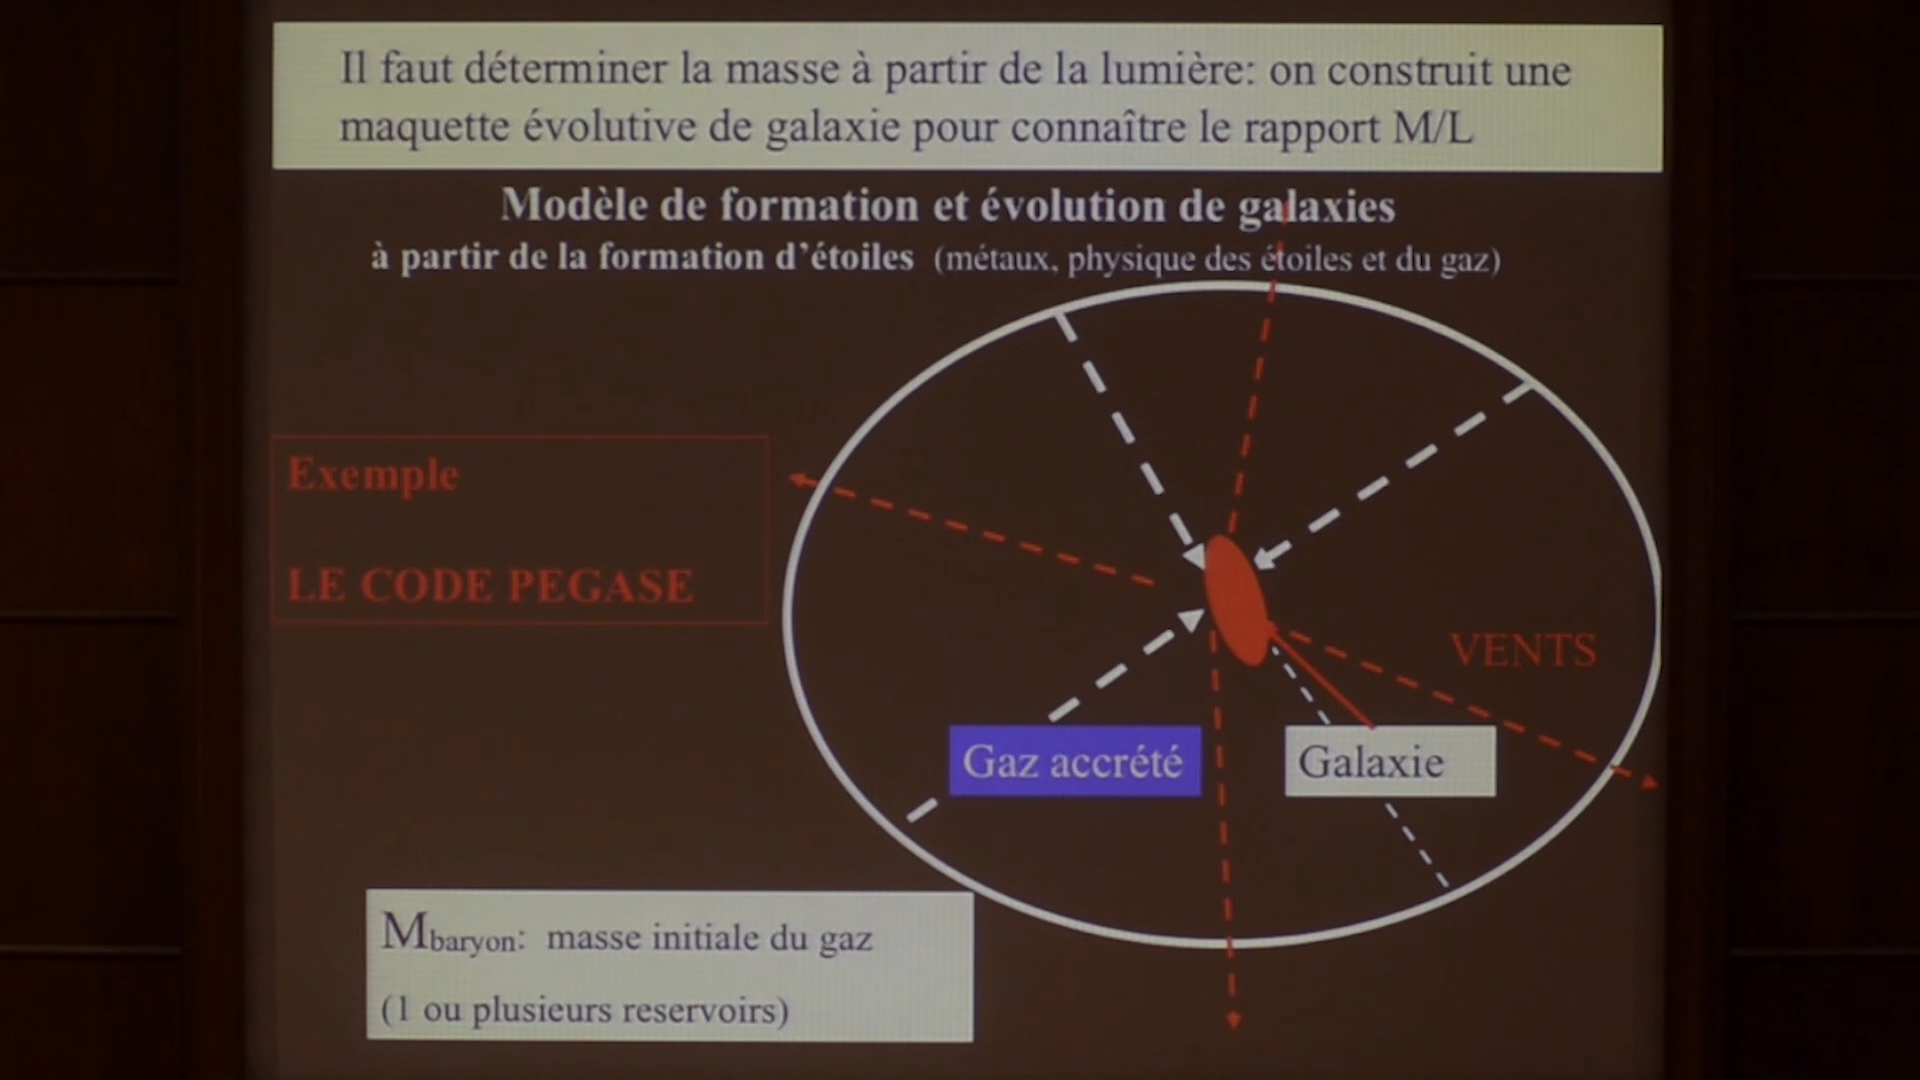 Il faut déterminer la masse à partir de la lumière: on construit une
maquette évolutive de galaxie pour connaître le rapport M/L
Modèle de formation et évolution de galaxies
à partir de la formation d'étoiles (métaux, physique des étoiles et du gaz)
Exemple
LE CODE PEGASE
VENTS
Gaz accrété
Galaxie
Mbaryon: masse initiale du gaz
(1 ou plusieurs reservoirs)